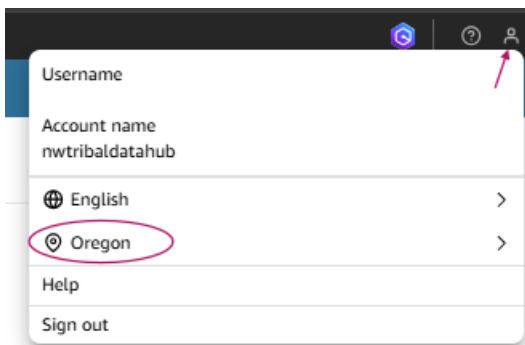 Username
Account name
nwtribaldatahub
English
Oregon
Help
Sign out